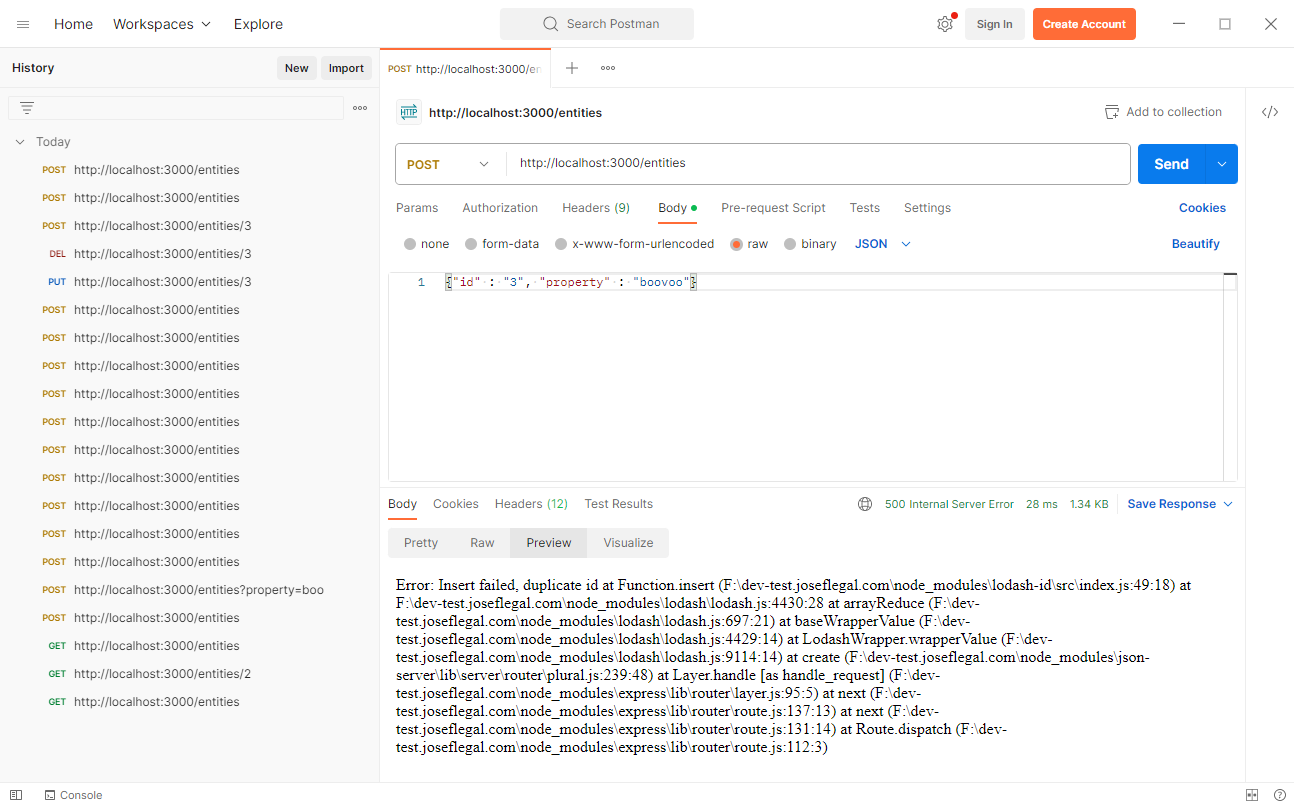 Home Workspaces Explore Search Postman Sign In Create Account
History New Import
POST http://localhost:3000/en
Today
POST http://localhost:3000/entities
POST http://localhost:3000/entities
POST http://localhost:3000/entities/3
DEL http://localhost:3000/entities/3
PUT http://localhost:3000/entities/3
POST http://localhost:3000/entities
POST http://localhost:3000/entities
POST http://localhost:3000/entities
POST http://localhost:3000/entities
POST http://localhost:3000/entities
POST http://localhost:3000/entities
POST http://localhost:3000/entities
POST http://localhost:3000/entities
POST http://localhost:3000/entities
POST http://localhost:3000/entities
POST http://localhost:3000/entities?property=boo
POST http://localhost:3000/entities
GET http://localhost:3000/entities
GET http://localhost:3000/entities/2
GET http://localhost:3000/entities
HTTP http://localhost:3000/entities Add to collection </>
POST http://localhost:3000/entities Send
Params Authorization Headers (9) Body Pre-request Script Tests Settings Cookies
none form-data x-www-form-urlencoded raw binary JSON Beautify
1 {"id" : "3", "property" : "boovoo"}
Body Cookies Headers (12) Test Results 500 Internal Server Error 28 ms 1.34 KB Save Response
Pretty Raw Preview Visualize
Error: Insert failed, duplicate id at Function.insert (F:\dev-test.joseflegal.com\node_modules\lodash-id\src\index.js:49:18) at
F:\dev-test.joseflegal.com\node_modules\lodash\lodash.js:4430:28 at arrayReduce (F:\dev-
test.joseflegal.com\node_modules\lodash\lodash.js:697:21) at baseWrapperValue (F:\dev-
test.joseflegal.com\node_modules\lodash\lodash.js:4429:14) at LodashWrapper.wrapperValue (F:\dev-
test.joseflegal.com\node_modules\lodash\lodash.js:9114:14) at create (F:\dev-test.joseflegal.com\node_modules\json-
server\lib\server\router\plural.js:239:48) at Layer.handle [as handle_request] (F:\dev-
test.joseflegal.com\node_modules\express\lib\router\layer.js:95:5) at next (F:\dev-
test.joseflegal.com\node_modules\express\lib\router\route.js:137:13) at next (F:\dev-
test.joseflegal.com\node_modules\express\lib\router\route.js:131:14) at Route.dispatch (F:\dev-
test.joseflegal.com\node_modules\express\lib\router\route.js:112:3)
Console